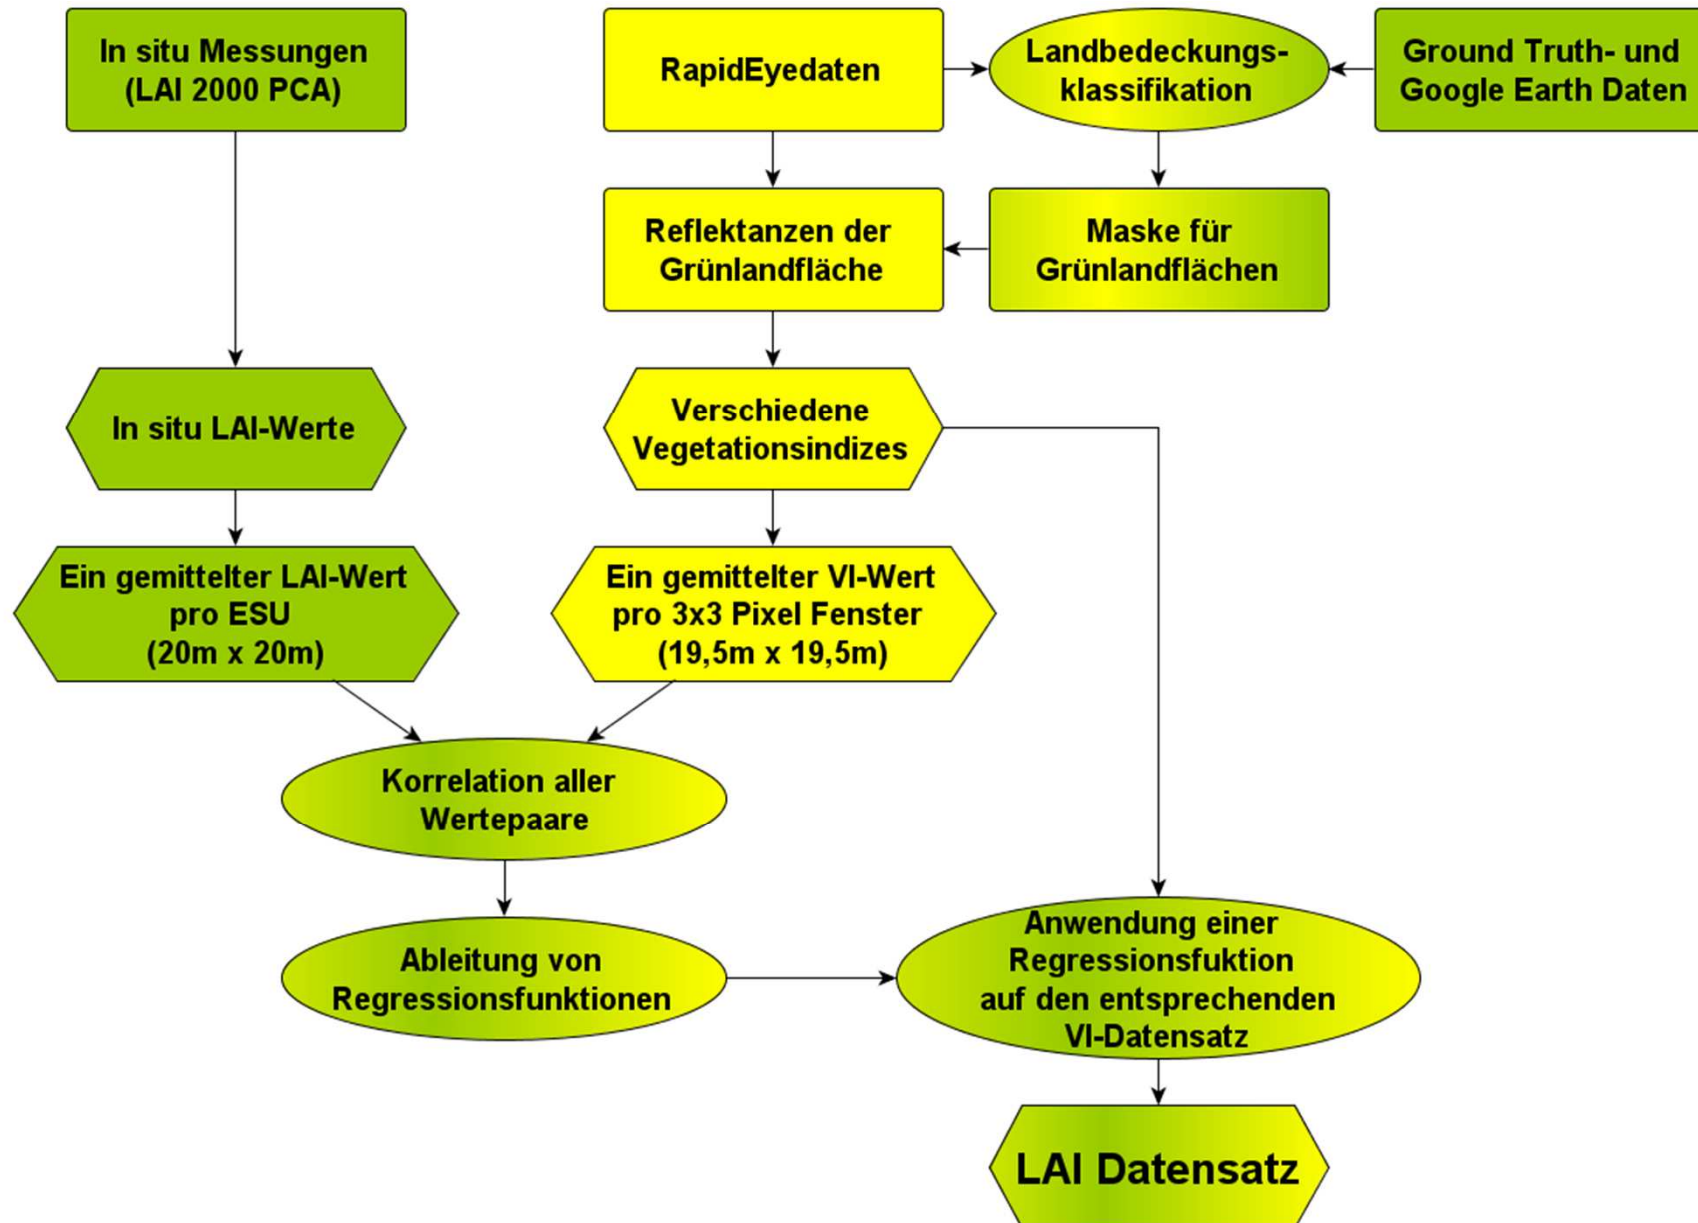 In situ Messungen
(LAI 2000 PCA)
RapidEyedaten
Landbedeckungs-
klassifikation
Ground Truth- und
Google Earth Daten
Reflektanzen der
Grünlandfläche
Maske für
Grünlandflächen
In situ LAI-Werte
Verschiedene
Vegetationsindizes
Ein gemittelter LAI-Wert
pro ESU
(20m x 20m)
Ein gemittelter VI-Wert
pro 3x3 Pixel Fenster
(19,5m x 19,5m)
Korrelation aller
Wertepaare
Ableitung von
Regressionsfunktionen
Anwendung einer
Regressionsfuktion
auf den entsprechenden
VI-Datensatz
LAI Datensatz